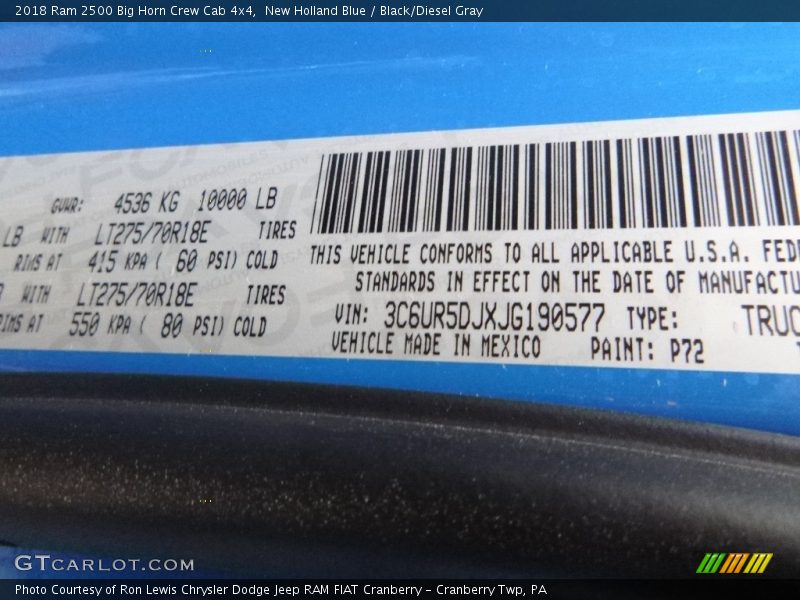 2018 Ram 2500 Big Horn Crew Cab 4x4,  New Holland Blue / Black/Diesel Gray
GVWR: 4536 KG 10000 LB
LB WITH LT275/70R18E TIRES
RIMS AT 415 KPA ( 60 PSI) COLD
WITH LT275/70R18E TIRES
RIMS AT 550 KPA ( 80 PSI) COLD
THIS VEHICLE CONFORMS TO ALL APPLICABLE U.S.A. FED
STANDARDS IN EFFECT ON THE DATE OF MANUFACTU
VIN: 3C6UR5DJXJG190577 TYPE: TRUC
VEHICLE MADE IN MEXICO PAINT: P72
GTCARLOT.COM
Photo Courtesy of Ron Lewis Chrysler Dodge Jeep RAM FIAT Cranberry – Cranberry Twp, PA